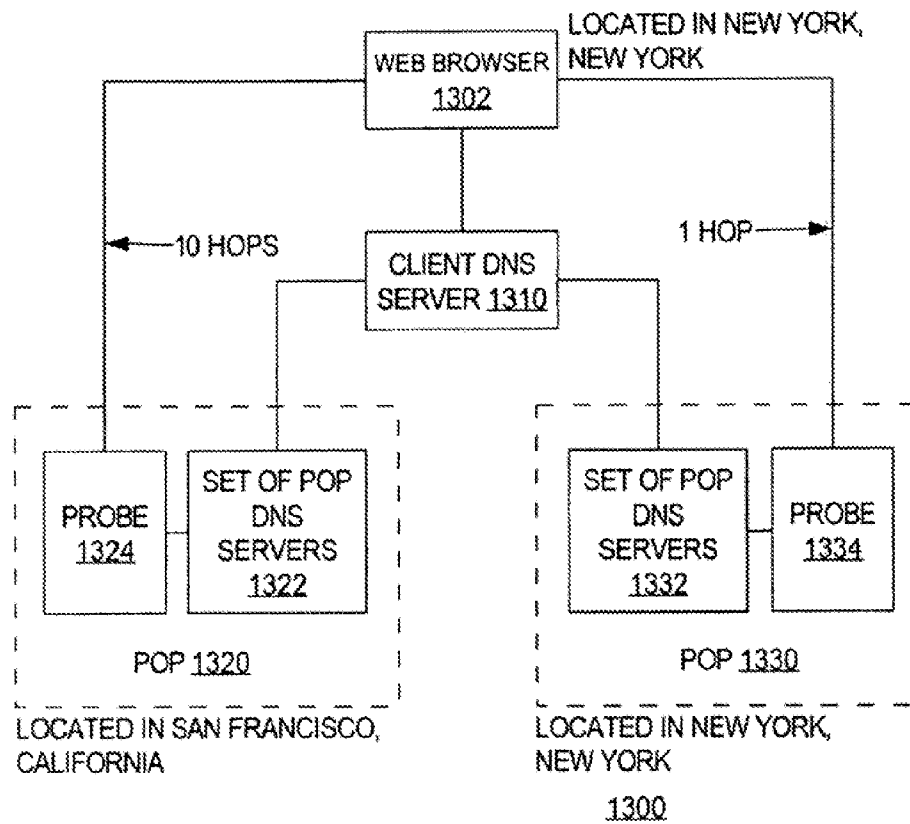 LOCATED IN NEW YORK,
NEW YORK
WEB BROWSER
1302
10 HOPS
1 HOP
CLIENT DNS
SERVER 1310
PROBE
1324
SET OF POP
DNS
SERVERS
1322
SET OF POP
DNS
SERVERS
1332
PROBE
1334
POP 1320
POP 1330
LOCATED IN SAN FRANCISCO,
CALIFORNIA
LOCATED IN NEW YORK,
NEW YORK
1300